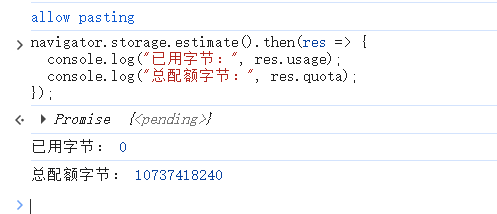 allow pasting
navigator.storage.estimate().then(res => {
  console.log("已用字节：", res.usage);
  console.log("总配额字节：", res.quota);
});
Promise {<pending>}
已用字节： 0
总配额字节： 10737418240